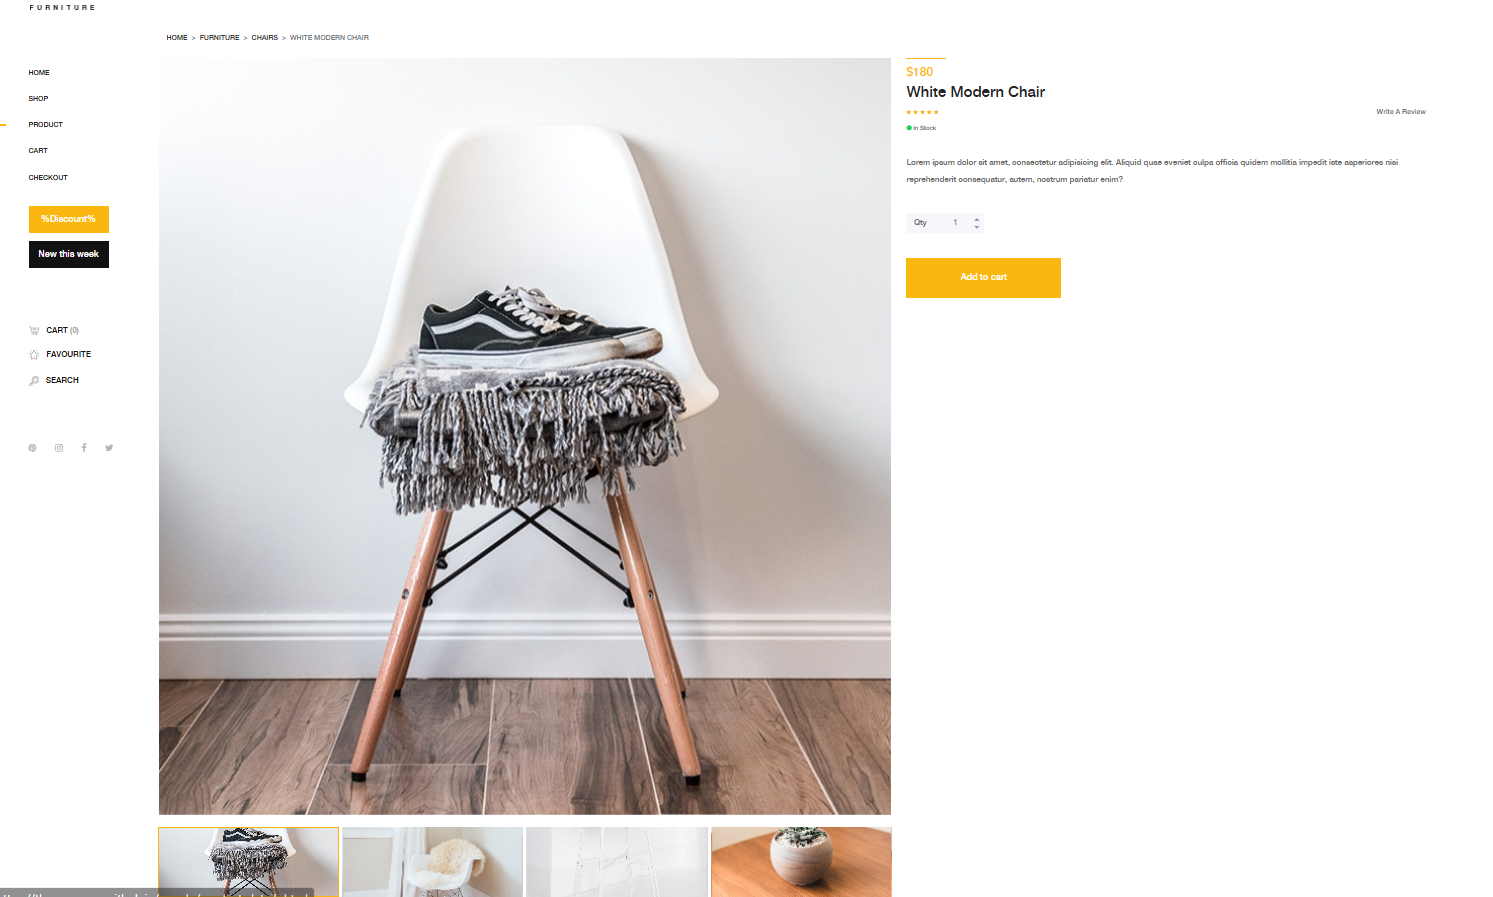 FURNITURE
HOME > FURNITURE > CHAIRS > WHITE MODERN CHAIR
HOME
SHOP
PRODUCT
CART
CHECKOUT
%Discount%
New this week
CART (0)
FAVOURITE
SEARCH
$180
White Modern Chair
Write A Review
In Stock
Lorem ipsum dolor sit amet, consectetur adipisicing elit. Aliquid quae eveniet culpa officia quidem mollitia impedit iste asperiores nisi
reprehenderit consequatur, autem, nostrum pariatur enim?
Qty 1
Add to cart